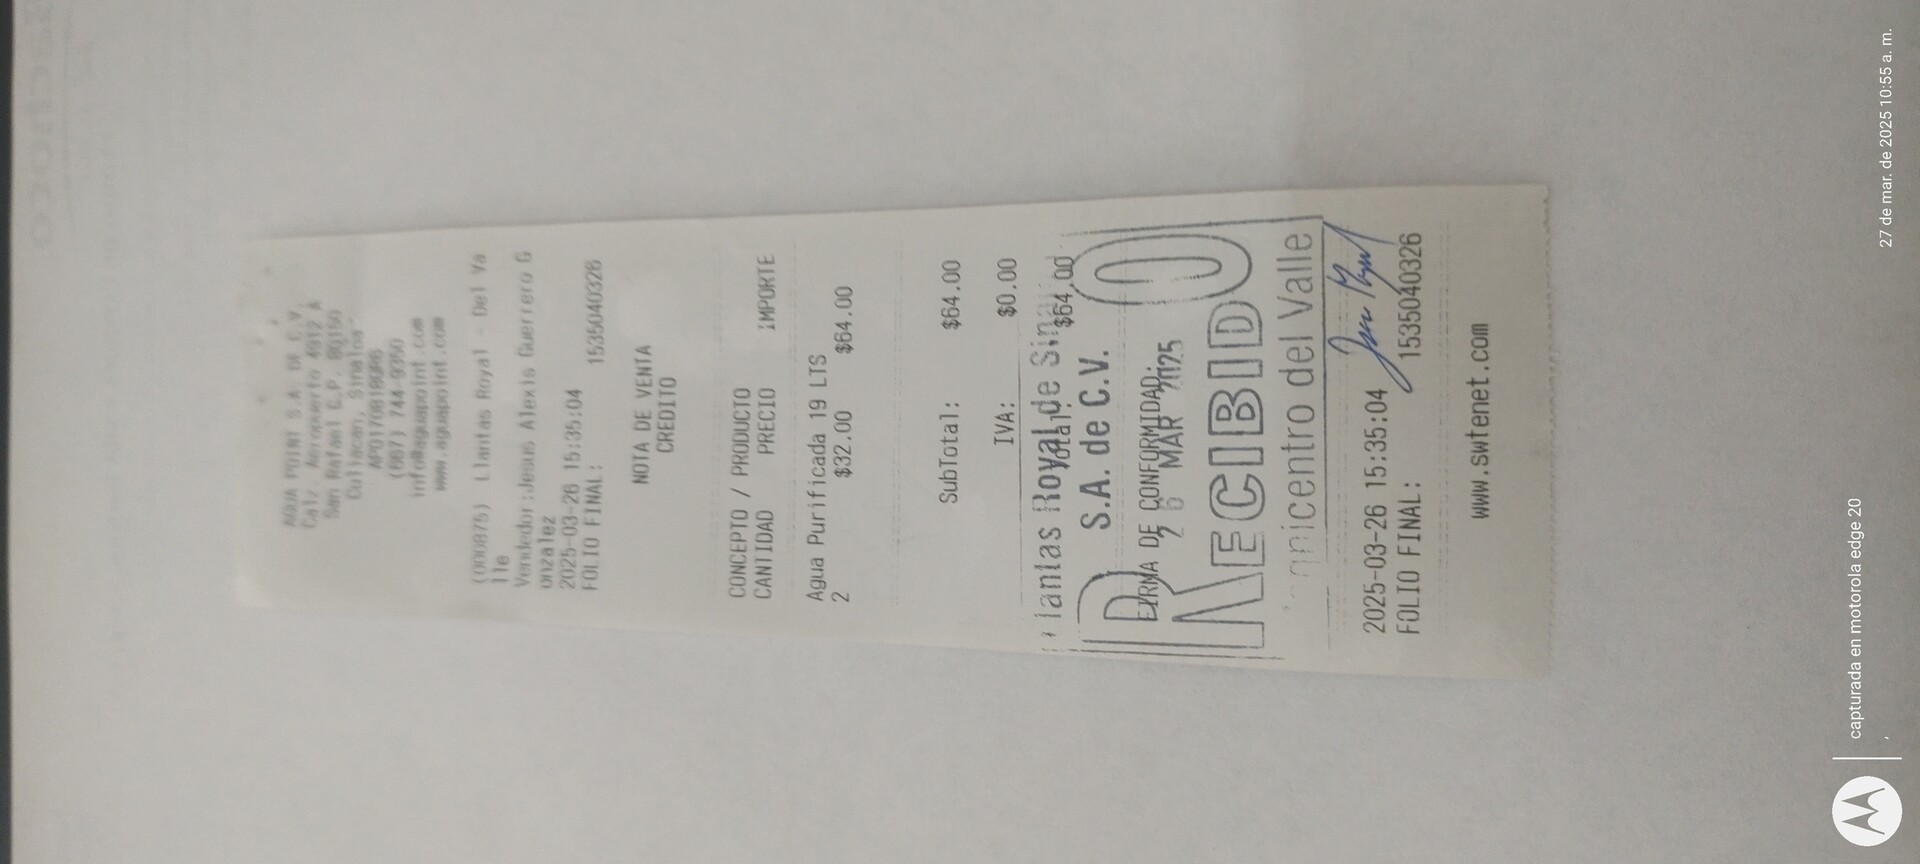 AGUA POINT S.A. DE C.V.
Calz. Aeropuerto 4912 A
San Rafael C.P. 80150
Culiacan, Sinaloa
(667) 744-9350
info@aguapoint.com
www.aguapoint.com
(000875) Llantas Royal - Del Va
lle
Vendedor:Jesus Alexis Guerrero G
onzalez
2025-03-26 15:35:04
FOLIO FINAL: 1535040326
NOTA DE VENTA
CREDITO
CONCEPTO / PRODUCTO
CANTIDAD PRECIO IMPORTE
Agua Purificada 19 LTS
2 $32.00 $64.00
SubTotal: $64.00
IVA: $0.00
$64.00
Llantas Royal de
S.A. de C.V.
FIRMA DE CONFORMIDAD:
MAR 2025
RECIBIDO
del Valle
2025-03-26 15:35:04
FOLIO FINAL: 1535040326
www.swtenet.com
capturada en motorola edge 20
27 de mar. de 2025 10:55 a. m.